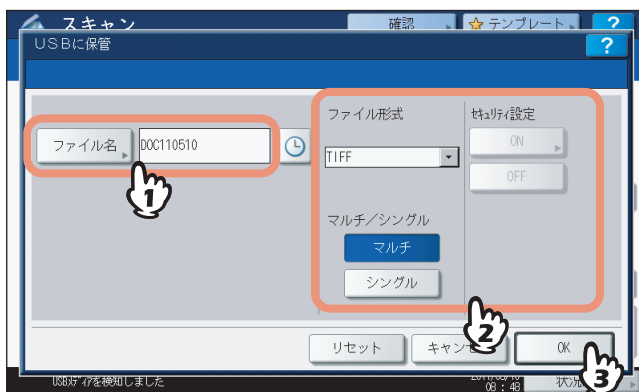 スキャン 確認 テンプレート ?
USBに保管 ?
ファイル名 DOC110510
ファイル形式
TIFF
マルチ/シングル
マルチ
シングル
セキュリティ設定
ON
OFF
1
2
リセット キャンセ OK
3
USBメディアを検知しました
08:48 状況